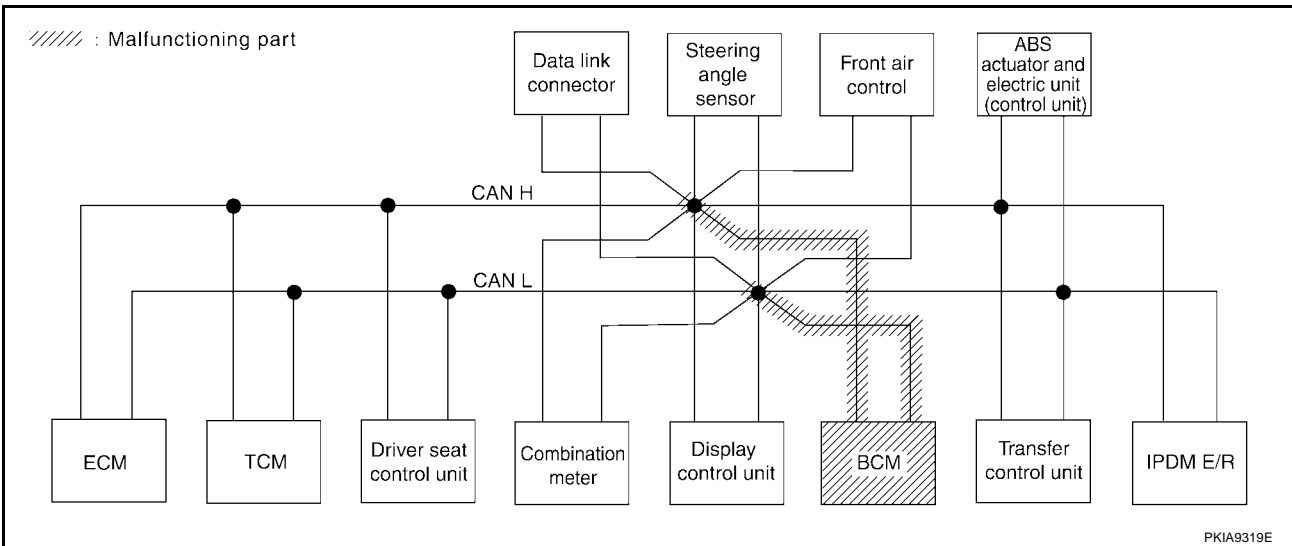 : Malfunctioning part
Data link
connector
Steering
angle
sensor
Front air
control
ABS
actuator and
electric unit
(control unit)
CAN H
CAN L
ECM
TCM
Driver seat
control unit
Combination
meter
Display
control unit
BCM
Transfer
control unit
IPDM E/R
PKIA9319E